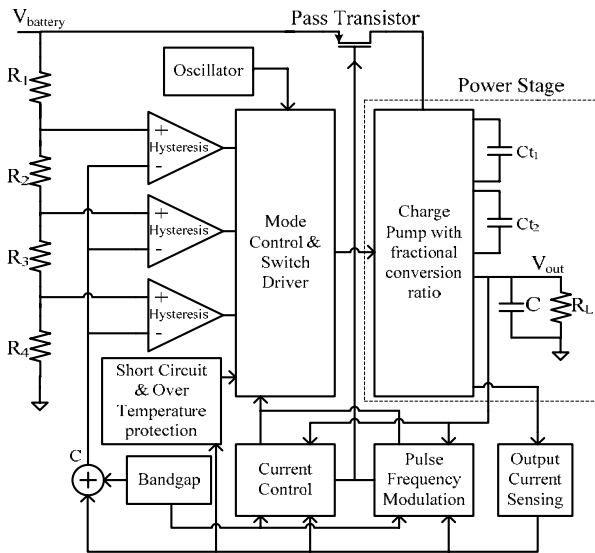 Vbattery
Pass Transistor
Oscillator
Power Stage
R1
+
Hysteresis
-
Ct1
R2
+
Hysteresis
-
Mode
Control &
Switch
Driver
Charge
Pump with
fractional
conversion
ratio
Ct2
Vout
R3
+
Hysteresis
-
C
RL
R4
Short Circuit
& Over
Temperature
protection
C
+
Bandgap
Current
Control
Pulse
Frequency
Modulation
Output
Current
Sensing